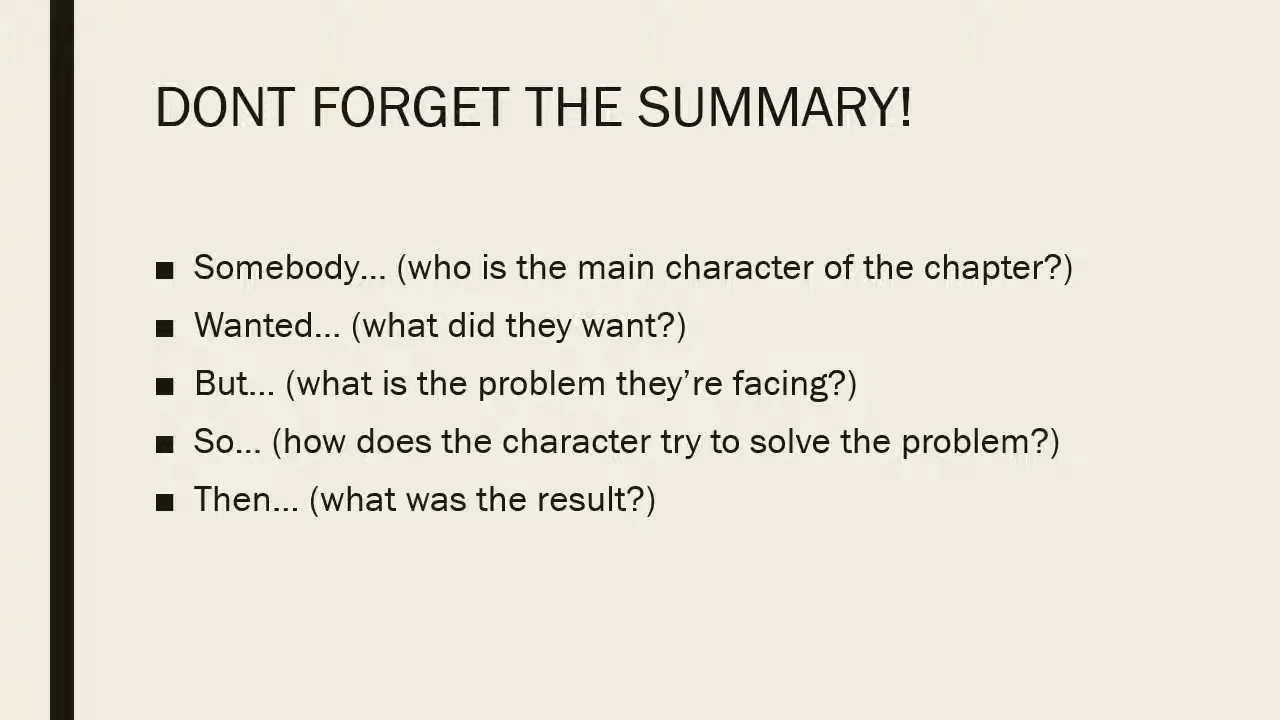 DONT FORGET THE SUMMARY!
■ Somebody... (who is the main character of the chapter?)
■ Wanted... (what did they want?)
■ But... (what is the problem they’re facing?)
■ So... (how does the character try to solve the problem?)
■ Then... (what was the result?)